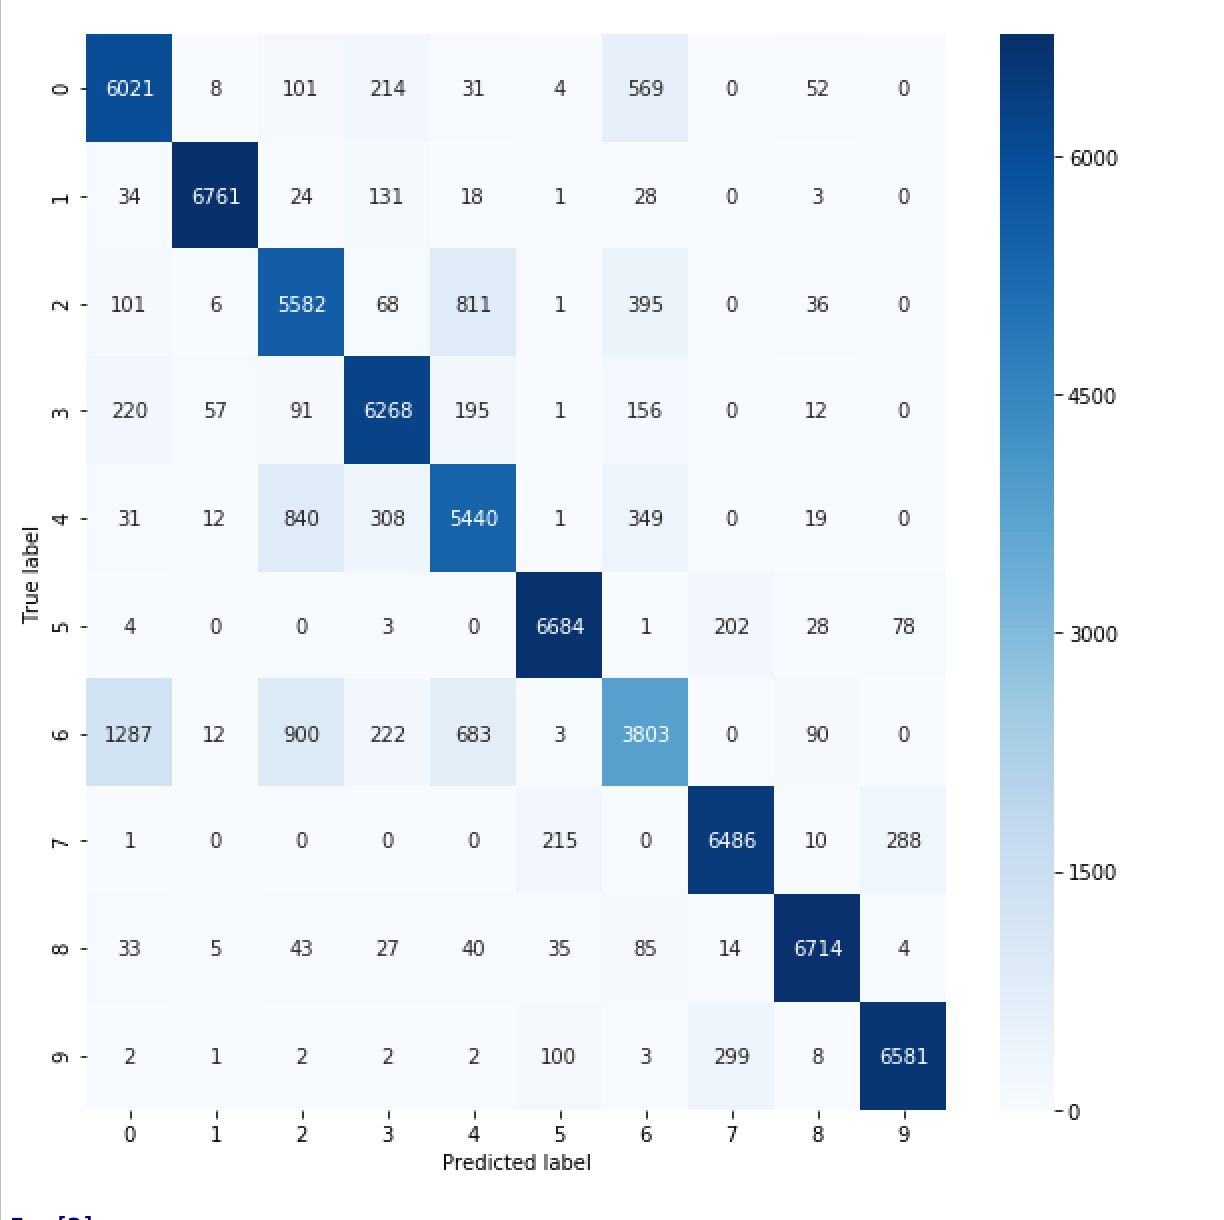 0 6021 8 101 214 31 4 569 0 52 0
1 34 6761 24 131 18 1 28 0 3 0
2 101 6 5582 68 811 1 395 0 36 0
3 220 57 91 6268 195 1 156 0 12 0
4 31 12 840 308 5440 1 349 0 19 0
5 4 0 0 3 0 6684 1 202 28 78
6 1287 12 900 222 683 3 3803 0 90 0
7 1 0 0 0 0 215 0 6486 10 288
8 33 5 43 27 40 35 85 14 6714 4
9 2 1 2 2 2 100 3 299 8 6581
0 1 2 3 4 5 6 7 8 9
Predicted label
True label
6000
4500
3000
1500
0